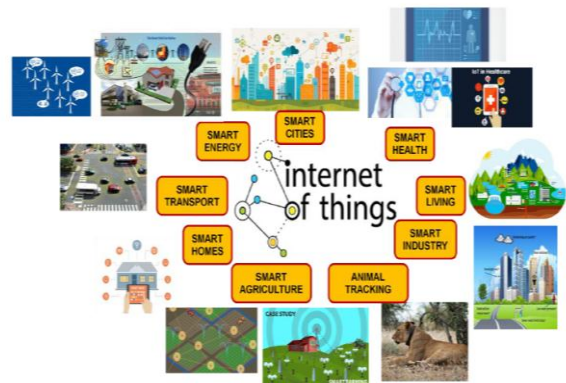 IoT in Healthcare
SMART
CITIES
SMART
ENERGY
SMART
HEALTH
internet
of things
SMART
TRANSPORT
SMART
LIVING
SMART
HOMES
SMART
INDUSTRY
SMART
AGRICULTURE
ANIMAL
TRACKING
CASE STUDY